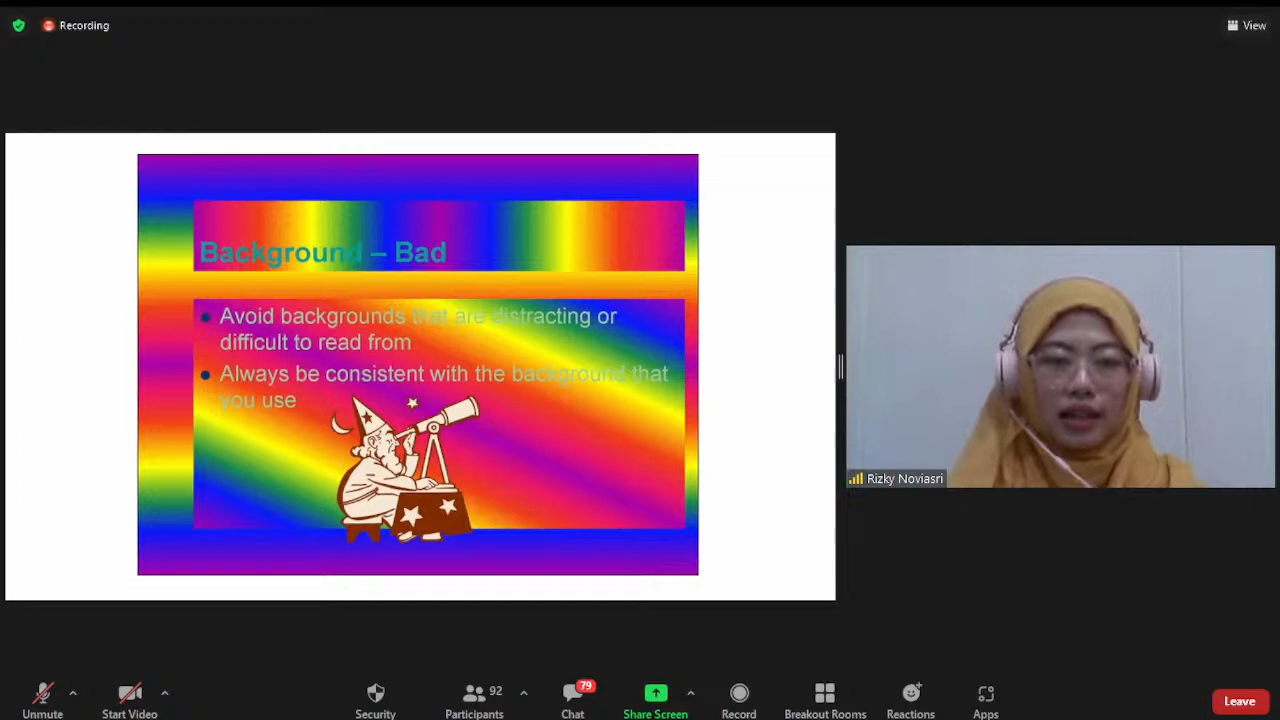 Recording
View
Background – Bad
Avoid backgrounds that are distracting or
difficult to read from
Always be consistent with the background that
you use
Rizky Noviasri
92
79
Unmute
Start Video
Security
Participants
Chat
Share Screen
Record
Breakout Rooms
Reactions
Apps
Leave